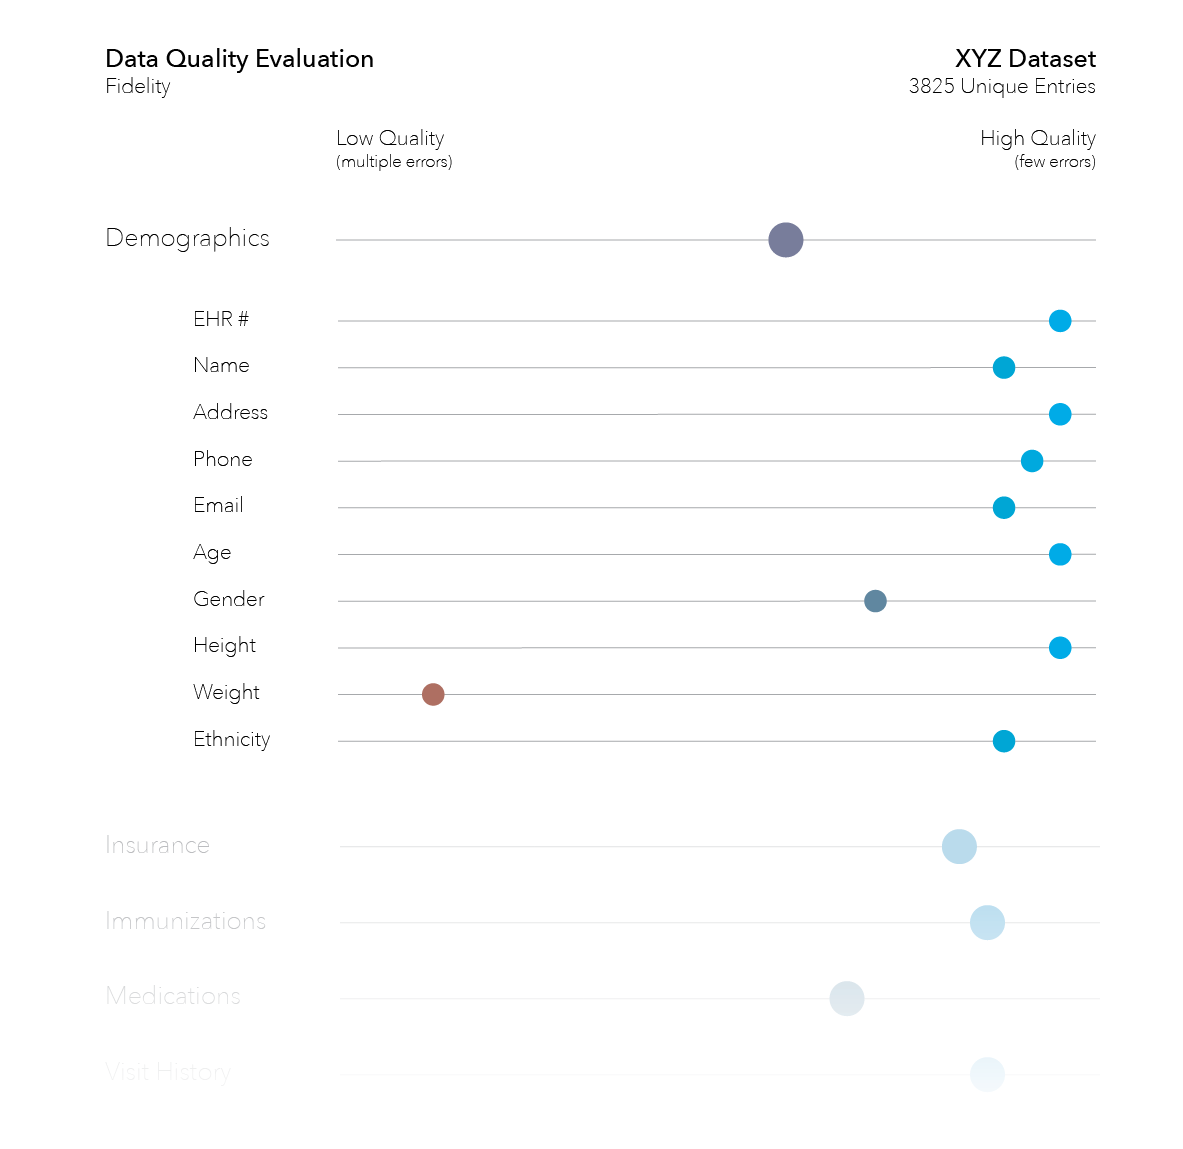 Data Quality Evaluation
Fidelity
XYZ Dataset
3825 Unique Entries
Low Quality
(multiple errors)
High Quality
(few errors)
Demographics
EHR #
Name
Address
Phone
Email
Age
Gender
Height
Weight
Ethnicity
Insurance
Immunizations
Medications
Visit History